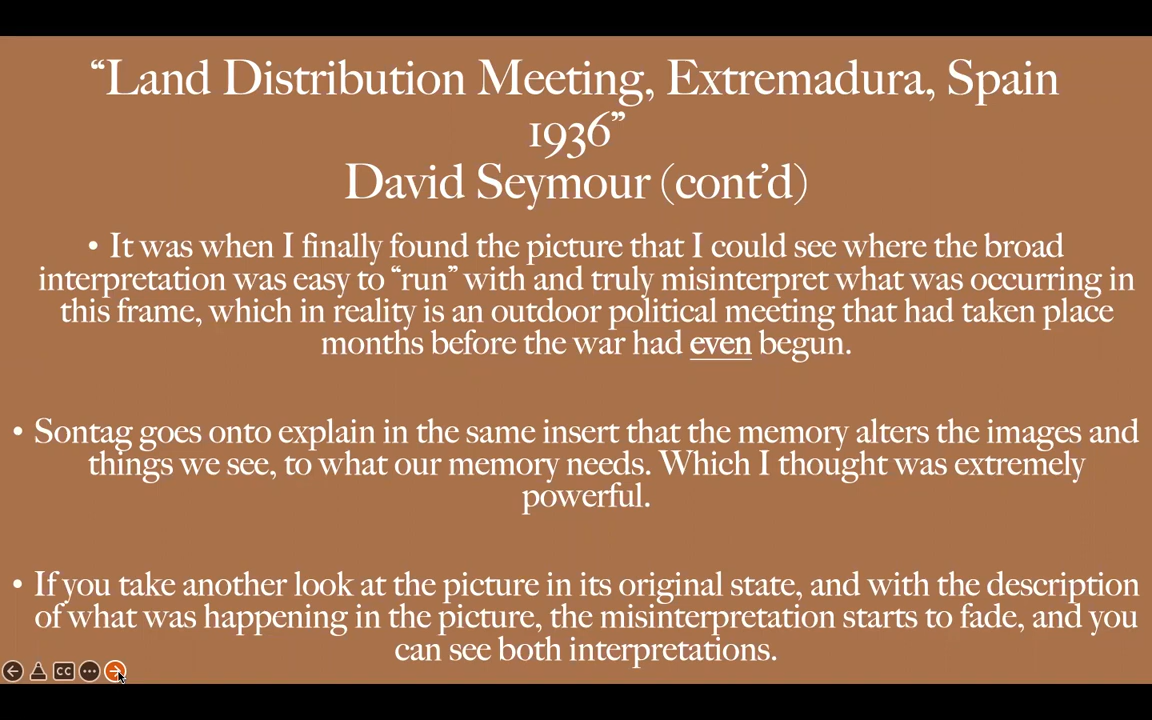 “Land Distribution Meeting, Extremadura, Spain
1936”
David Seymour (cont’d)
• It was when I finally found the picture that I could see where the broad
interpretation was easy to “run” with and truly misinterpret what was occurring in
this frame, which in reality is an outdoor political meeting that had taken place
months before the war had even begun.
• Sontag goes onto explain in the same insert that the memory alters the images and
things we see, to what our memory needs. Which I thought was extremely
powerful.
• If you take another look at the picture in its original state, and with the description
of what was happening in the picture, the misinterpretation starts to fade, and you
can see both interpretations.
CC